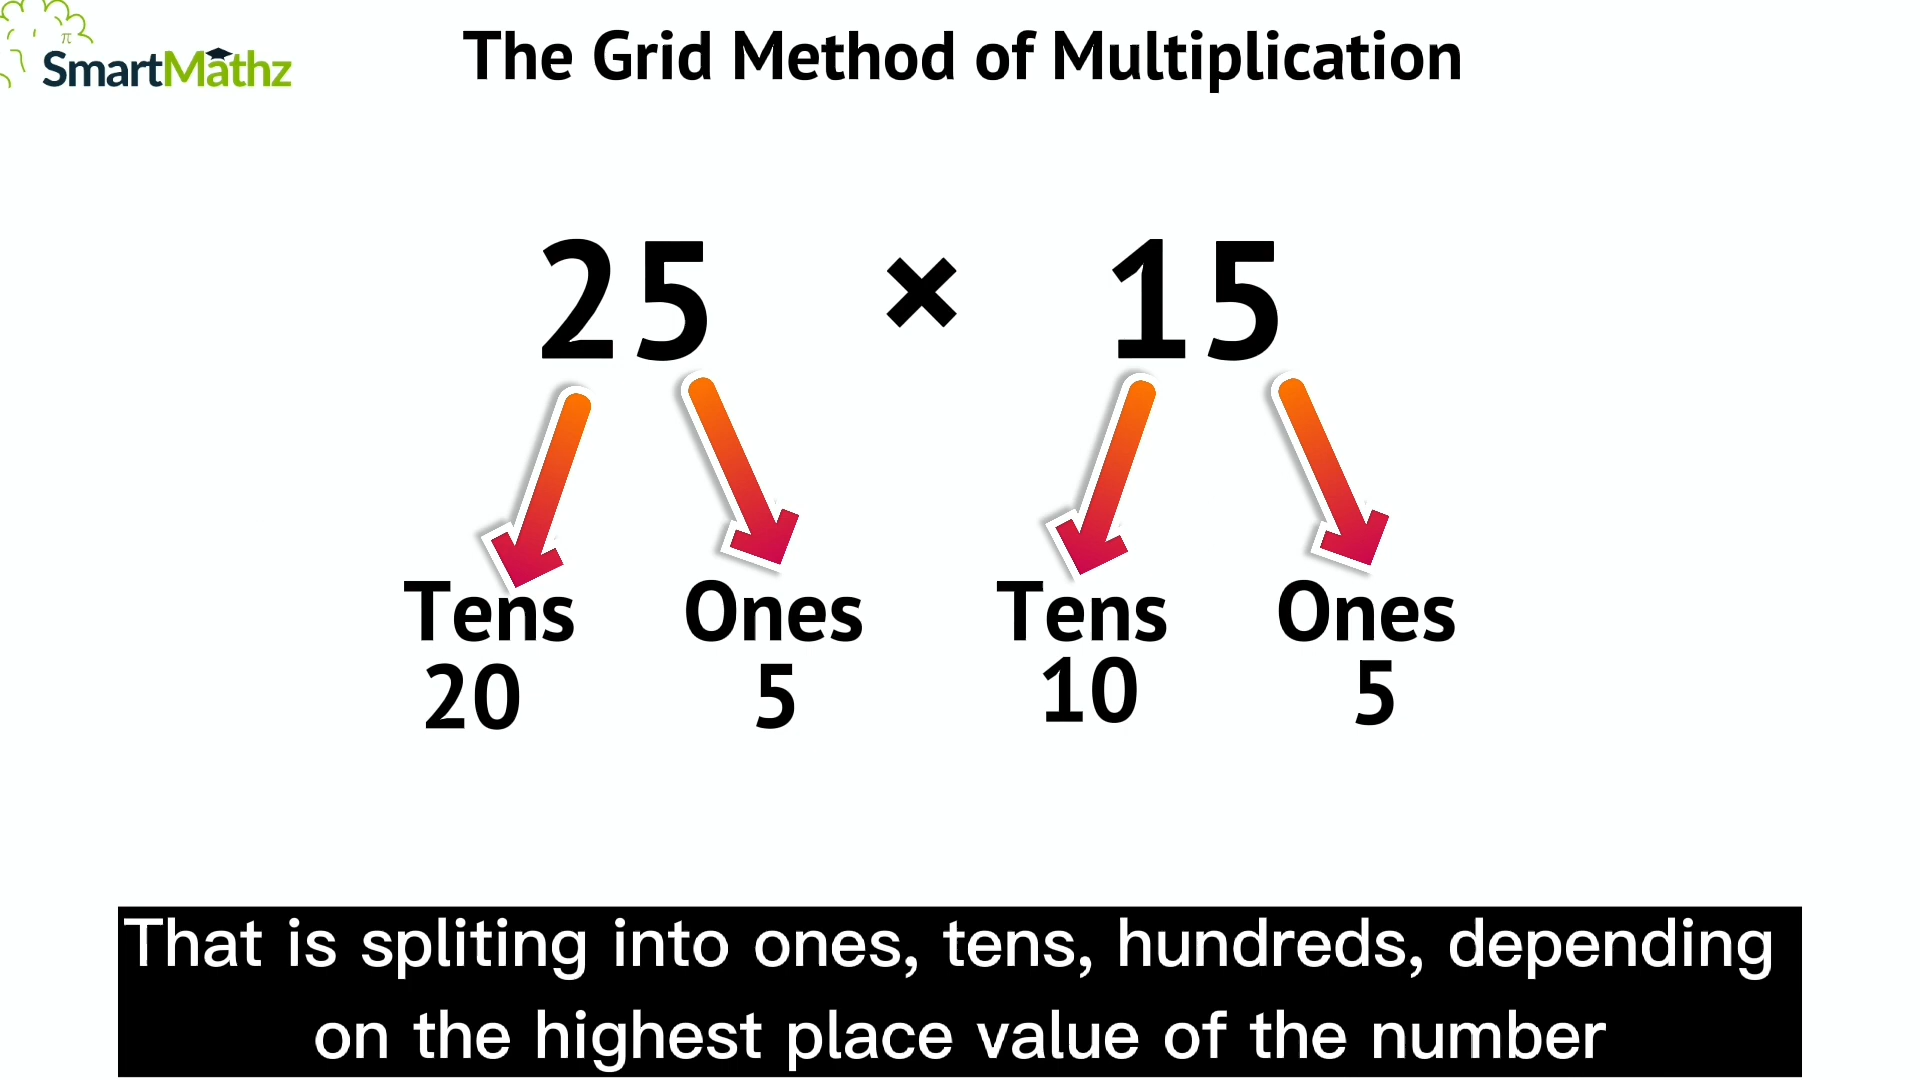 π
SmartMathz
The Grid Method of Multiplication
25 × 15
Tens Ones Tens Ones
20 5 10 5
That is spliting into ones, tens, hundreds, depending
on the highest place value of the number